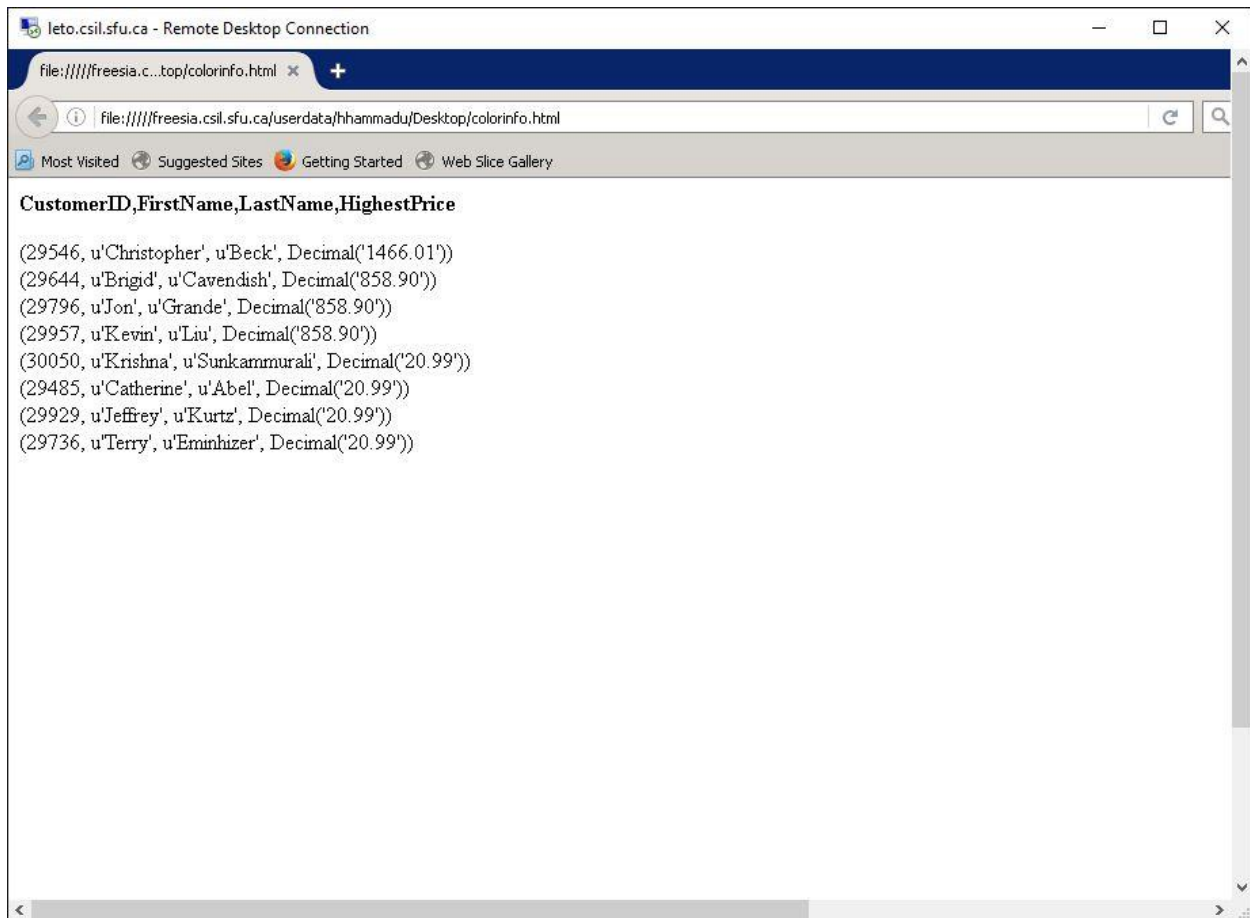 leto.csil.sfu.ca - Remote Desktop Connection
file://///freesia.c...top/colorinfo.html
file://///freesia.csil.sfu.ca/userdata/hhammadu/Desktop/colorinfo.html
Most Visited Suggested Sites Getting Started Web Slice Gallery
CustomerID,FirstName,LastName,HighestPrice
(29546, u'Christopher', u'Beck', Decimal('1466.01'))
(29644, u'Brigid', u'Cavendish', Decimal('858.90'))
(29796, u'Jon', u'Grande', Decimal('858.90'))
(29957, u'Kevin', u'Liu', Decimal('858.90'))
(30050, u'Krishna', u'Sunkammurali', Decimal('20.99'))
(29485, u'Catherine', u'Abel', Decimal('20.99'))
(29929, u'Jeffrey', u'Kurtz', Decimal('20.99'))
(29736, u'Terry', u'Eminhizer', Decimal('20.99'))